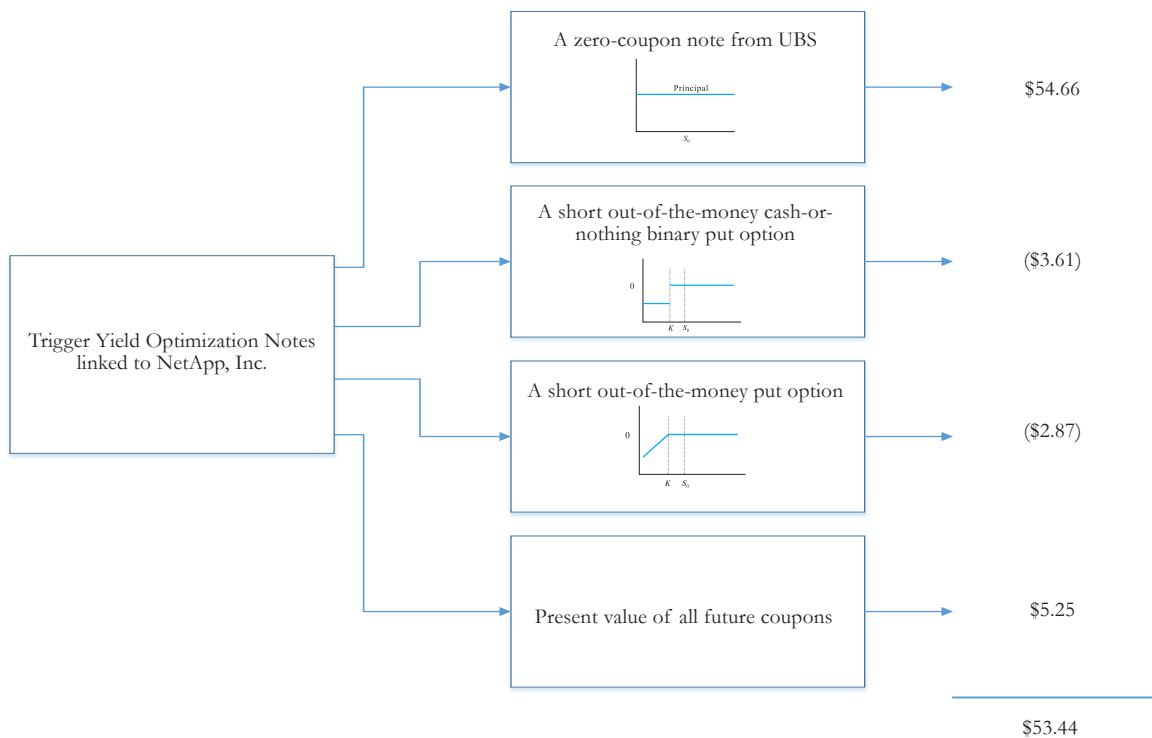 A zero-coupon note from UBS
Principal
S0
$54.66
A short out-of-the-money cash-or-
nothing binary put option
0
K S0
($3.61)
Trigger Yield Optimization Notes
linked to NetApp, Inc.
A short out-of-the-money put option
0
K S0
($2.87)
Present value of all future coupons
$5.25
$53.44